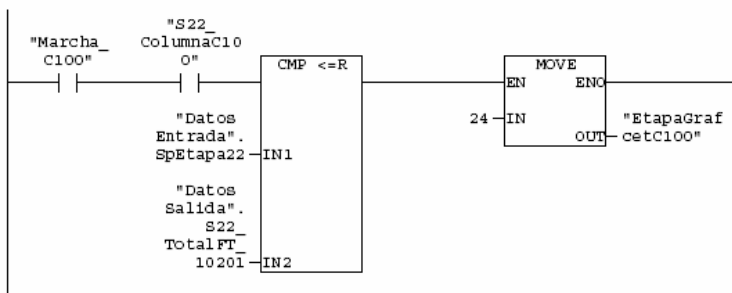 "Marcha_
C100"
"S22_
ColumnaC10
0"
CMP <=R
"Datos
Entrada".
SpEtapa22
IN1
"Datos
Salida".
S22_
TotalFT_
10201
IN2
MOVE
EN
ENO
24
IN
OUT
"EtapaGraf
cetC100"